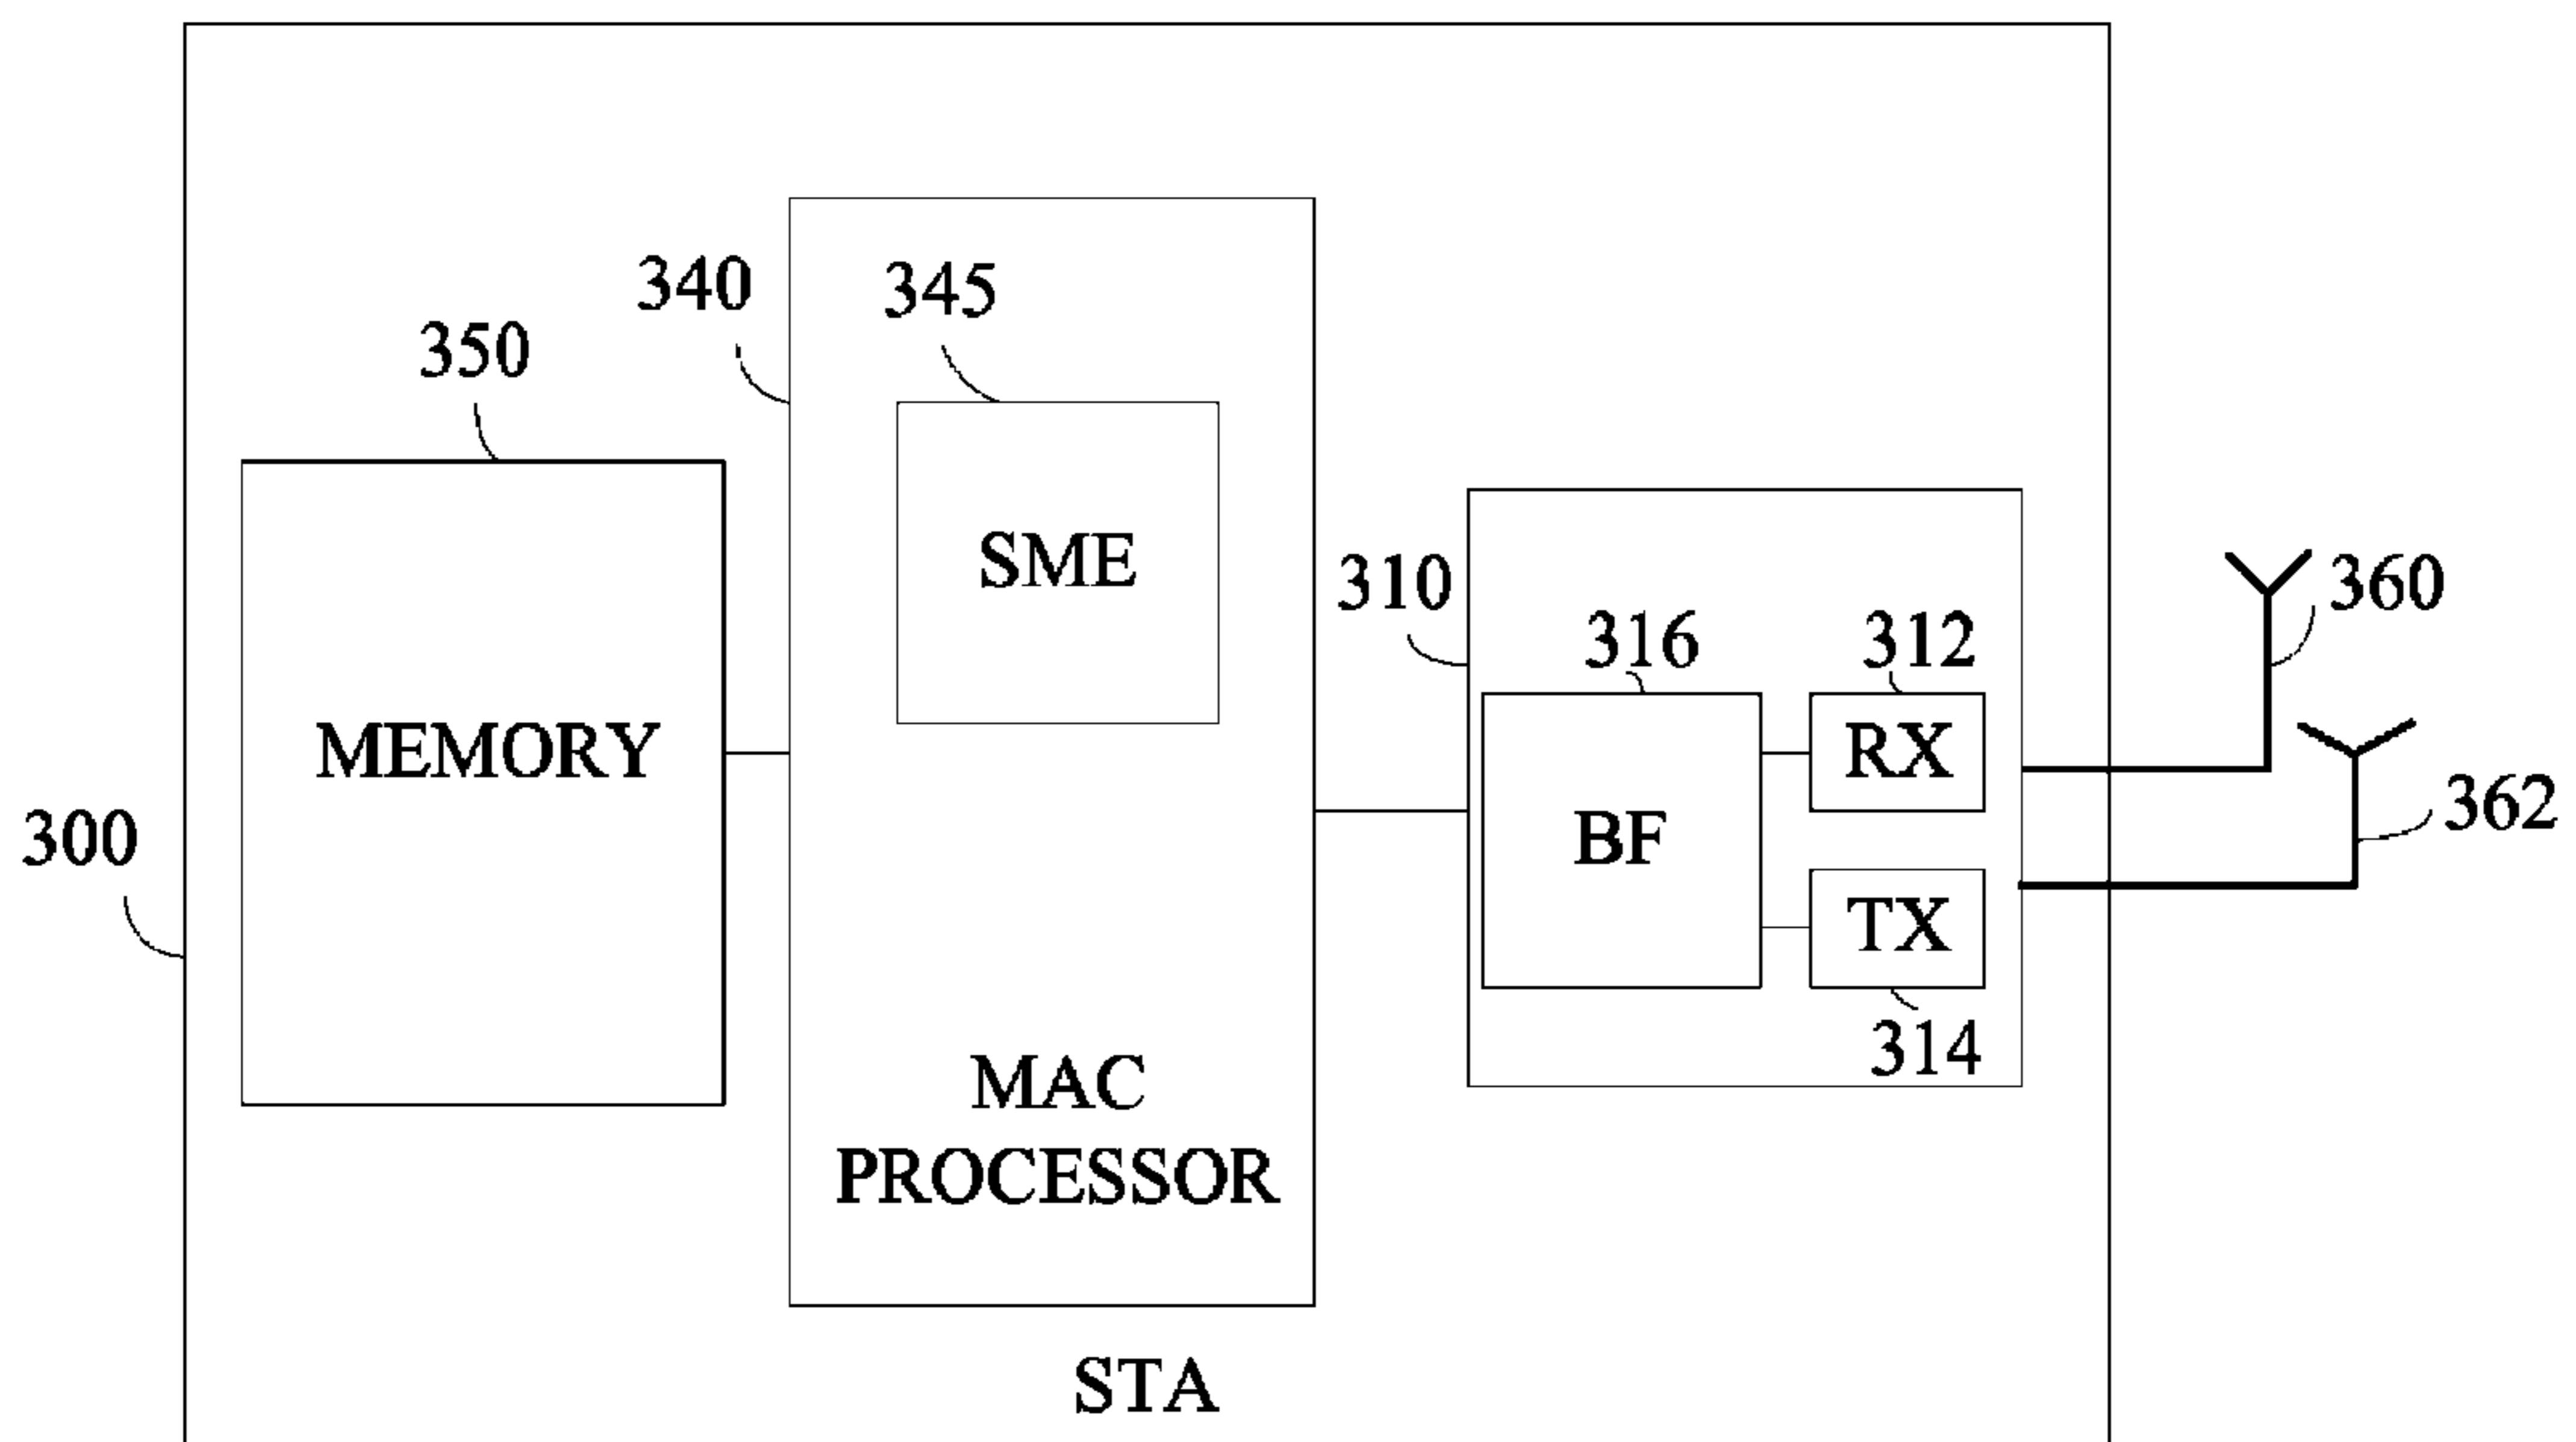 340
345
350
SME
310
360
316
312
MEMORY
RX
300
BF
362
TX
314
MAC
PROCESSOR
STA